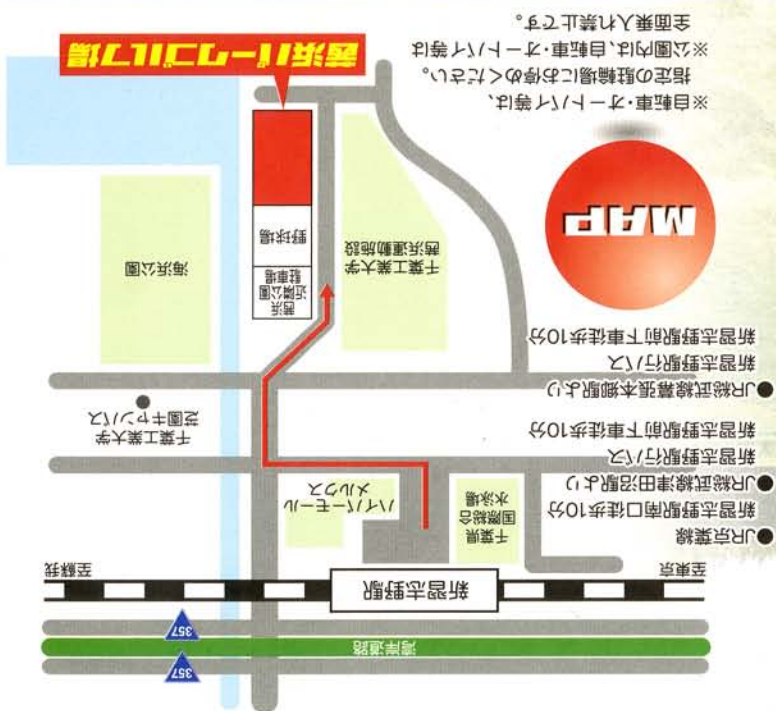 357
湾岸道路
357
至東京
新習志野駅
至蘇我
●JR京葉線
新習志野駅南口徒歩10分
●JR総武線津田沼駅より
新習志野駅行バス
新習志野駅前下車徒歩10分
●JR総武線幕張本郷駅より
新習志野駅行バス
新習志野駅前下車徒歩10分
千葉県
国際総合
水泳場
ハイパーモール
メルクス
千葉工業大学
芝園キャンパス
MAP
千葉工業大学
茜浜運動施設
茜浜
近隣公園
駐車場
野球場
海浜公園
茜浜パークゴルフ場
※自転車・オートバイ等は、
指定の駐輪場にお停めください。
※公園内は、自転車・オートバイ等は
全面乗入れ禁止です。